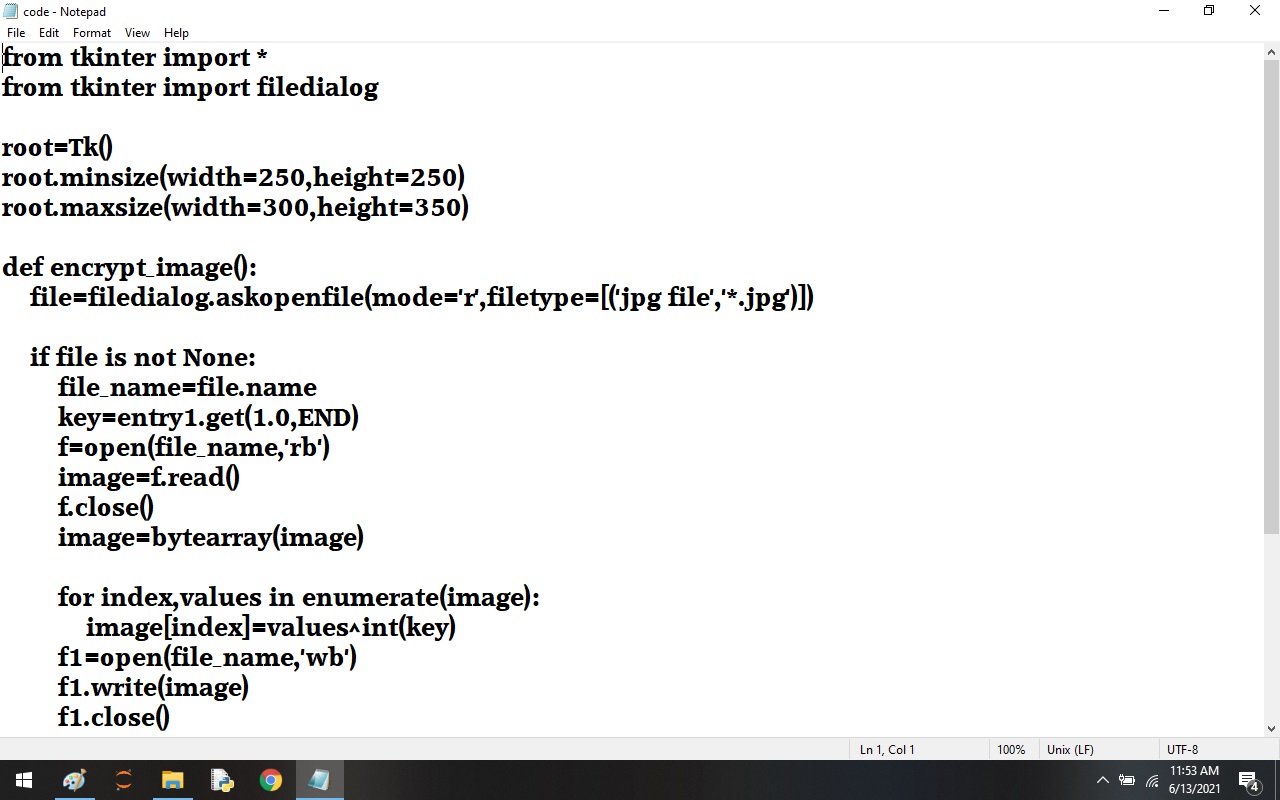 code - Notepad
File Edit Format View Help
from tkinter import *
from tkinter import filedialog
root=Tk()
root.minsize(width=250,height=250)
root.maxsize(width=300,height=350)
def encrypt_image():
file=filedialog.askopenfile(mode='r',filetype=[('jpg file','*.jpg')])
if file is not None:
file_name=file.name
key=entry1.get(1.0,END)
f=open(file_name,'rb')
image=f.read()
f.close()
image=bytearray(image)
for index,values in enumerate(image):
image[index]=values^int(key)
f1=open(file_name,'wb')
f1.write(image)
f1.close()
Ln 1, Col 1 100% Unix (LF) UTF-8
11:53 AM
6/13/2021
4